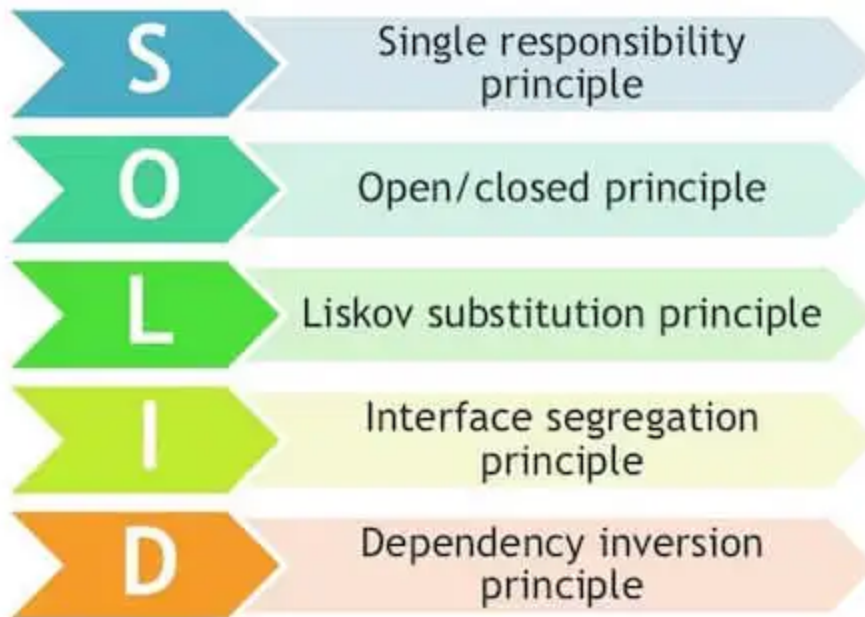 S
Single responsibility
principle
O
Open/closed principle
L
Liskov substitution principle
I
Interface segregation
principle
D
Dependency inversion
principle